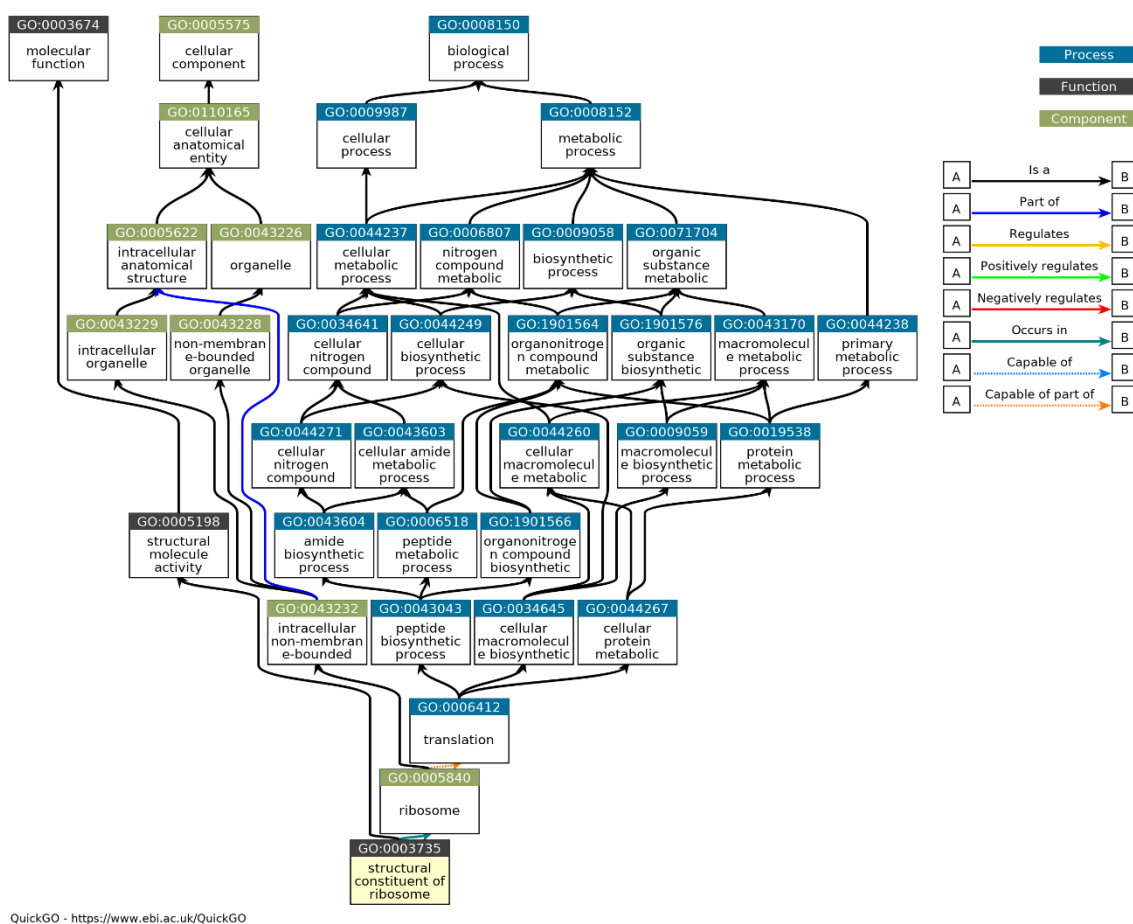 GO:0003674
molecular
function
GO:0005575
cellular
component
GO:0008150
biological
process
Process
Function
Component
GO:0110165
cellular
anatomical
entity
GO:0009987
cellular
process
GO:0008152
metabolic
process
A Is a B
A Part of B
A Regulates B
A Positively regulates B
A Negatively regulates B
A Occurs in B
A Capable of B
A Capable of part of B
GO:0005622
intracellular
anatomical
structure
GO:0043226
organelle
GO:0044237
cellular
metabolic
process
GO:0006807
nitrogen
compound
metabolic
GO:0009058
biosynthetic
process
GO:0071704
organic
substance
metabolic
GO:0043229
intracellular
organelle
GO:0043228
non-membran
e-bounded
organelle
GO:0034641
cellular
nitrogen
compound
GO:0044249
cellular
biosynthetic
process
GO:1901564
organonitroge
n compound
metabolic
GO:1901576
organic
substance
biosynthetic
GO:0043170
macromolecul
e metabolic
process
GO:0044238
primary
metabolic
process
GO:0044271
cellular
nitrogen
compound
GO:0043603
cellular amide
metabolic
process
GO:0044260
cellular
macromolecul
e metabolic
GO:0009059
macromolecul
e biosynthetic
process
GO:0019538
protein
metabolic
process
GO:0005198
structural
molecule
activity
GO:0043604
amide
biosynthetic
process
GO:0006518
peptide
metabolic
process
GO:1901566
organonitroge
n compound
biosynthetic
GO:0043232
intracellular
non-membran
e-bounded
GO:0043043
peptide
biosynthetic
process
GO:0034645
cellular
macromolecul
e biosynthetic
GO:0044267
cellular
protein
metabolic
GO:0006412
translation
GO:0005840
ribosome
GO:0003735
structural
constituent of
ribosome
QuickGO - https://www.ebi.ac.uk/QuickGO